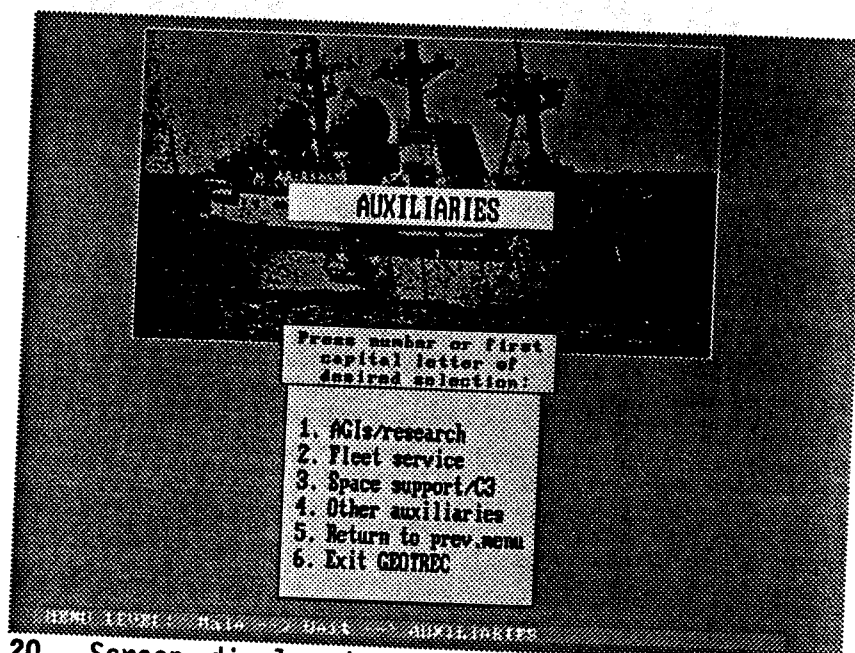 AUXILIARIES
Press number or first
capital letter of
desired selection:
1. AGIs/research
2. Fleet service
3. Space support/C3
4. Other auxiliaries
5. Return to prev.menu
6. Exit GEOTREC
MENU LEVEL: Main >>> Unit >>> AUXILIARIES
20. Screen display